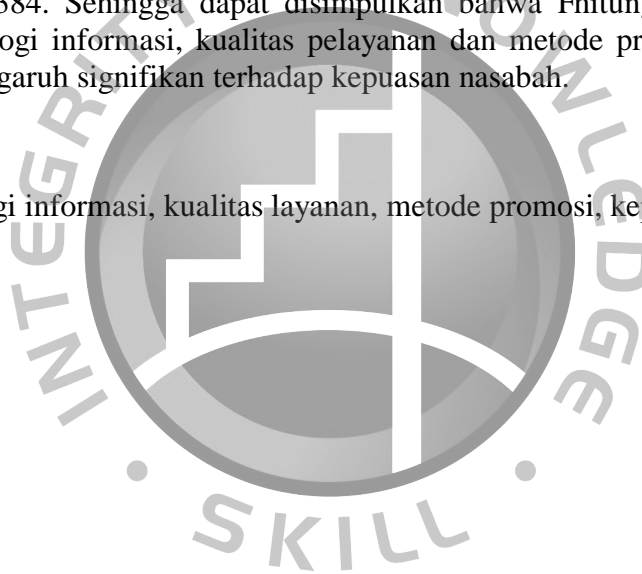 384. Sehingga dapat disimpulkan bahwa Fhitung
ogi informasi, kualitas pelayanan dan metode pr
garuh signifikan terhadap kepuasan nasabah.
gi informasi, kualitas layanan, metode promosi, kep
INTEGRITY
KNOWLEDGE
SKILL